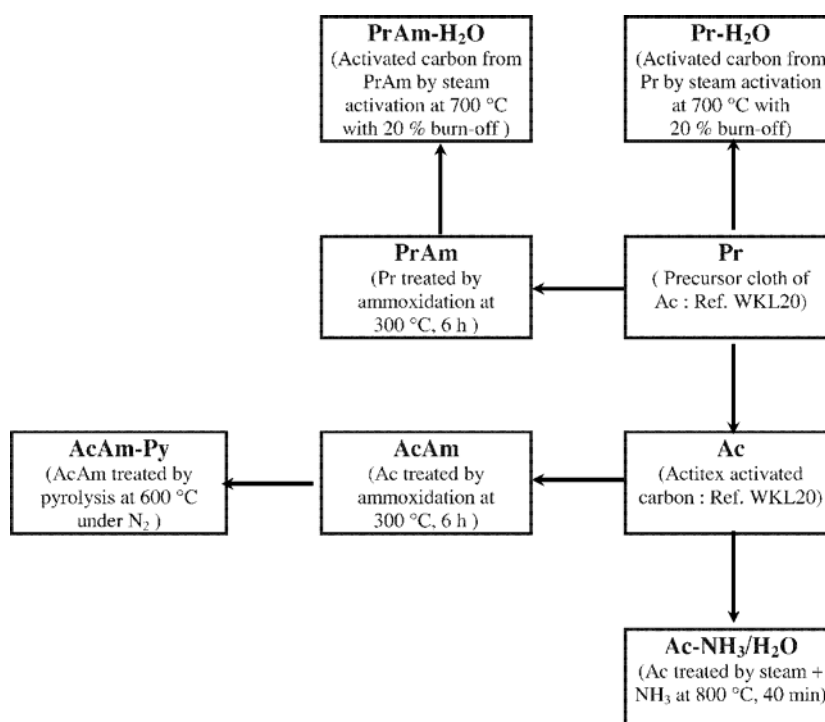 PrAm-H₂O
(Activated carbon from
PrAm by steam
activation at 700 °C
with 20 % burn-off )
Pr-H₂O
(Activated carbon from
Pr by steam activation
at 700 °C with
20 % burn-off)
PrAm
(Pr treated by
ammoxidation at
300 °C, 6 h )
Pr
( Precursor cloth of
Ac : Ref. WKL20)
AcAm-Py
(AcAm treated by
pyrolysis at 600 °C
under N₂ )
AcAm
(Ac treated by
ammoxidation at
300 °C, 6 h )
Ac
(Actitex activated
carbon : Ref. WKL20)
Ac-NH₃/H₂O
(Ac treated by steam +
NH₃ at 800 °C, 40 min)